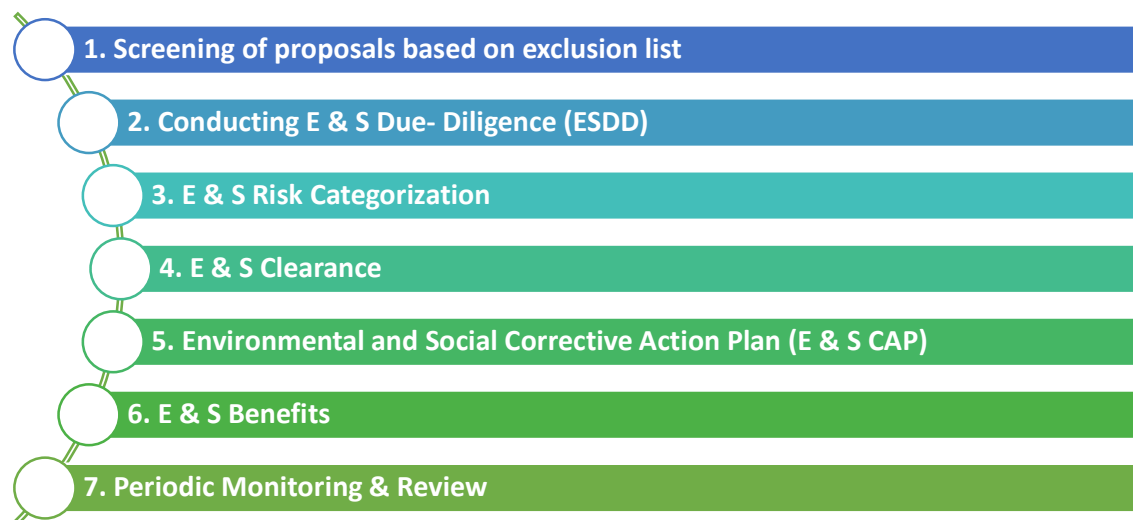 1. Screening of proposals based on exclusion list
2. Conducting E & S Due- Diligence (ESDD)
3. E & S Risk Categorization
4. E & S Clearance
5. Environmental and Social Corrective Action Plan (E & S CAP)
6. E & S Benefits
7. Periodic Monitoring & Review